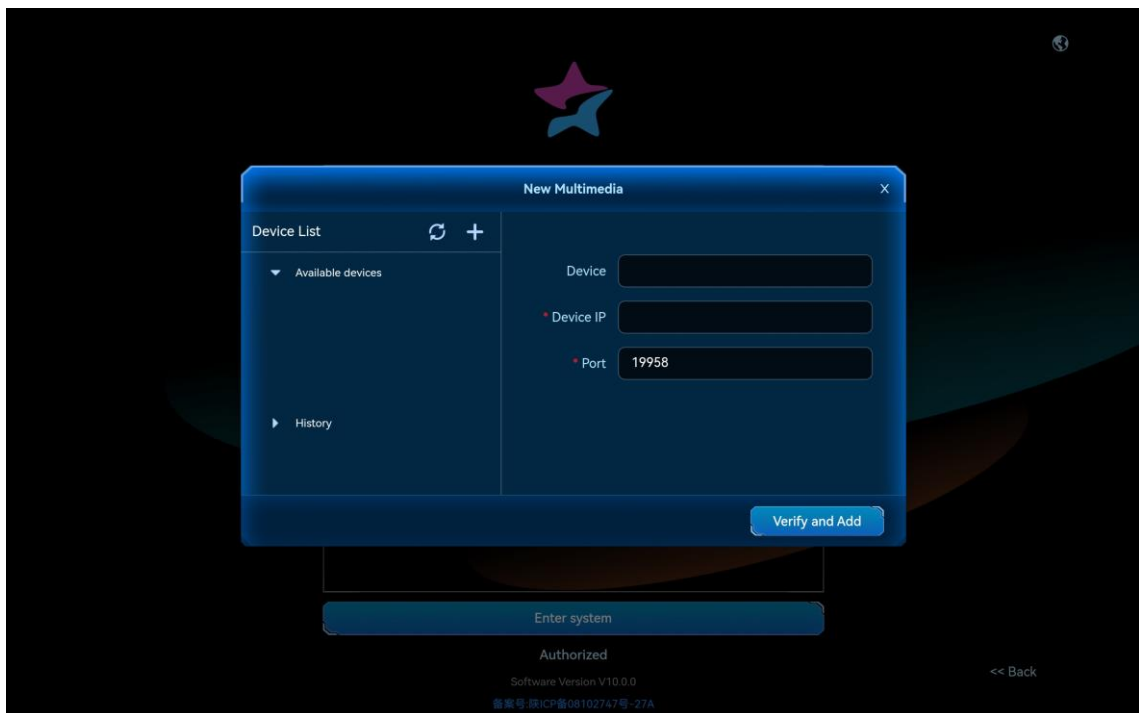 New Multimedia X
Device List
Available devices
History
Device
* Device IP
* Port 19958
Verify and Add
Enter system
Authorized
Software Version V10.0.0
<< Back
备案号:陕ICP备08102747号-27A